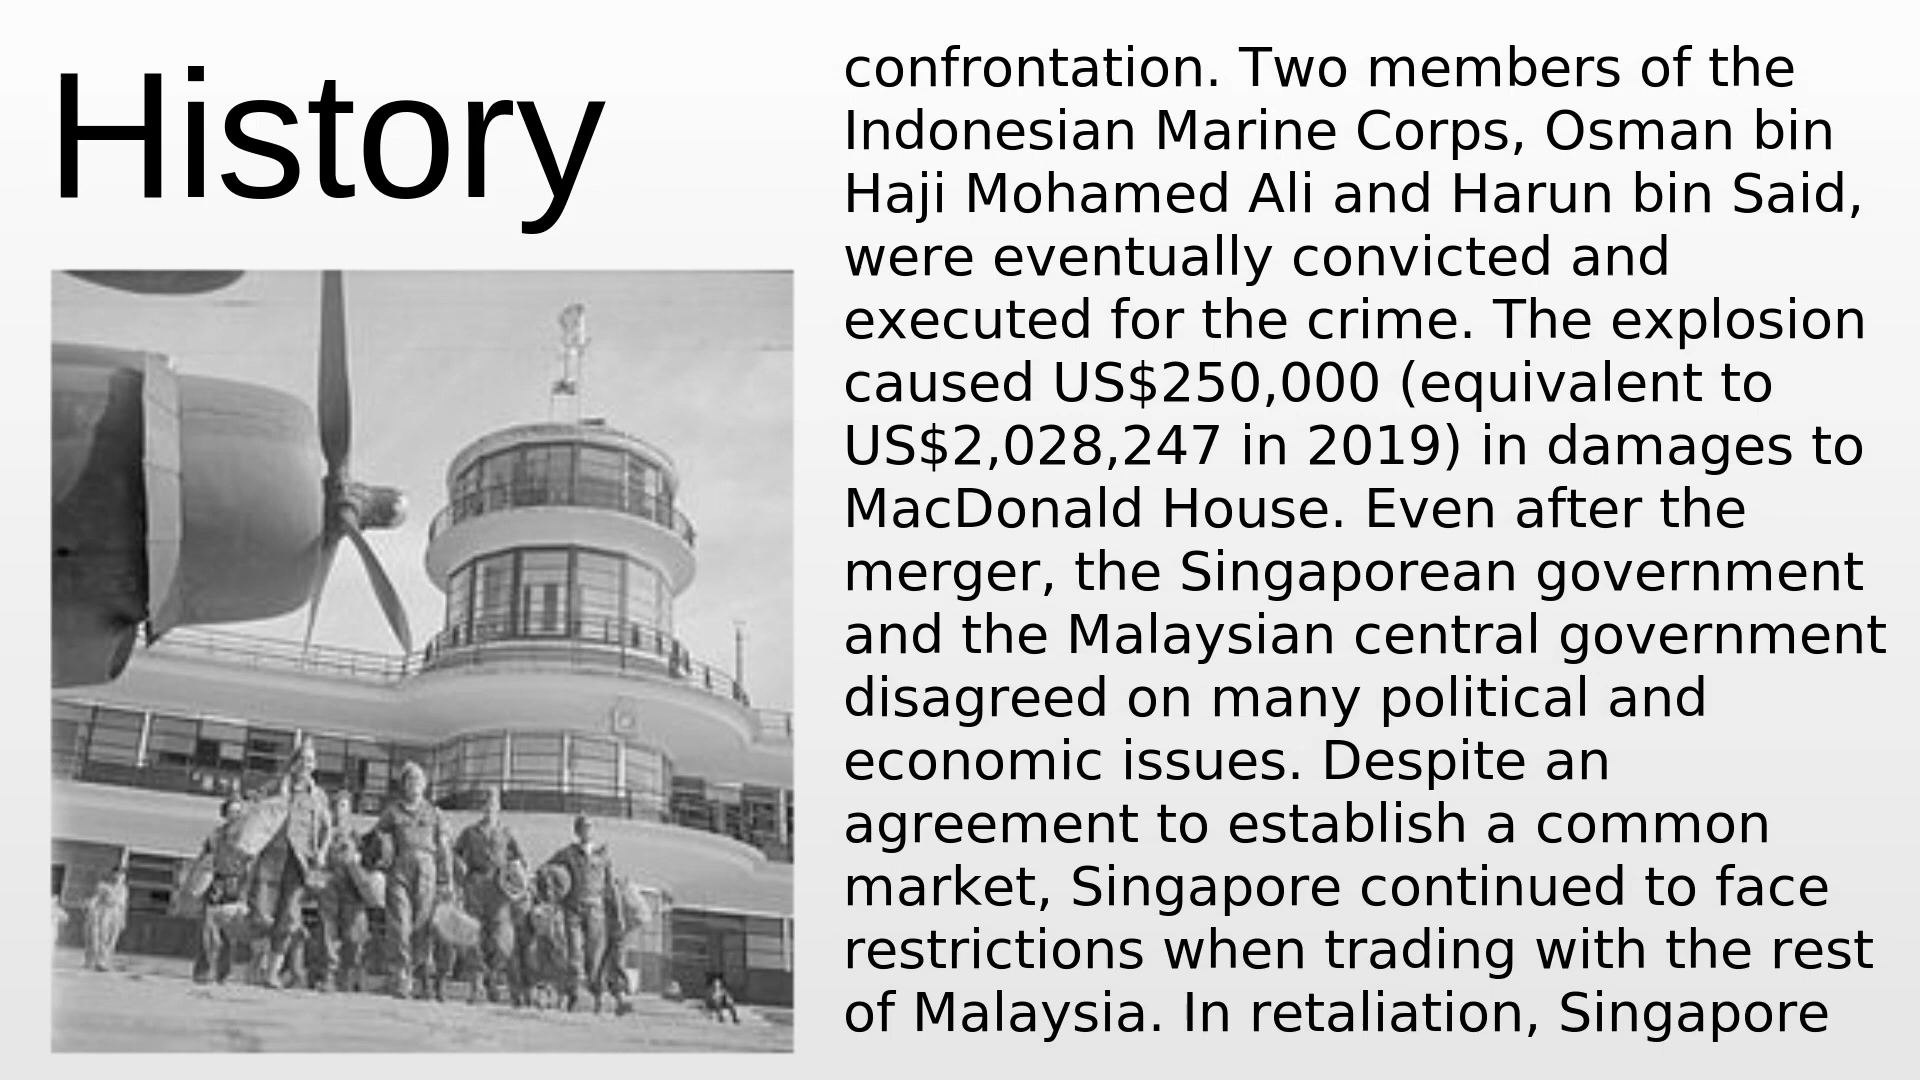 History
confrontation. Two members of the
Indonesian Marine Corps, Osman bin
Haji Mohamed Ali and Harun bin Said,
were eventually convicted and
executed for the crime. The explosion
caused US$250,000 (equivalent to
US$2,028,247 in 2019) in damages to
MacDonald House. Even after the
merger, the Singaporean government
and the Malaysian central government
disagreed on many political and
economic issues. Despite an
agreement to establish a common
market, Singapore continued to face
restrictions when trading with the rest
of Malaysia. In retaliation, Singapore